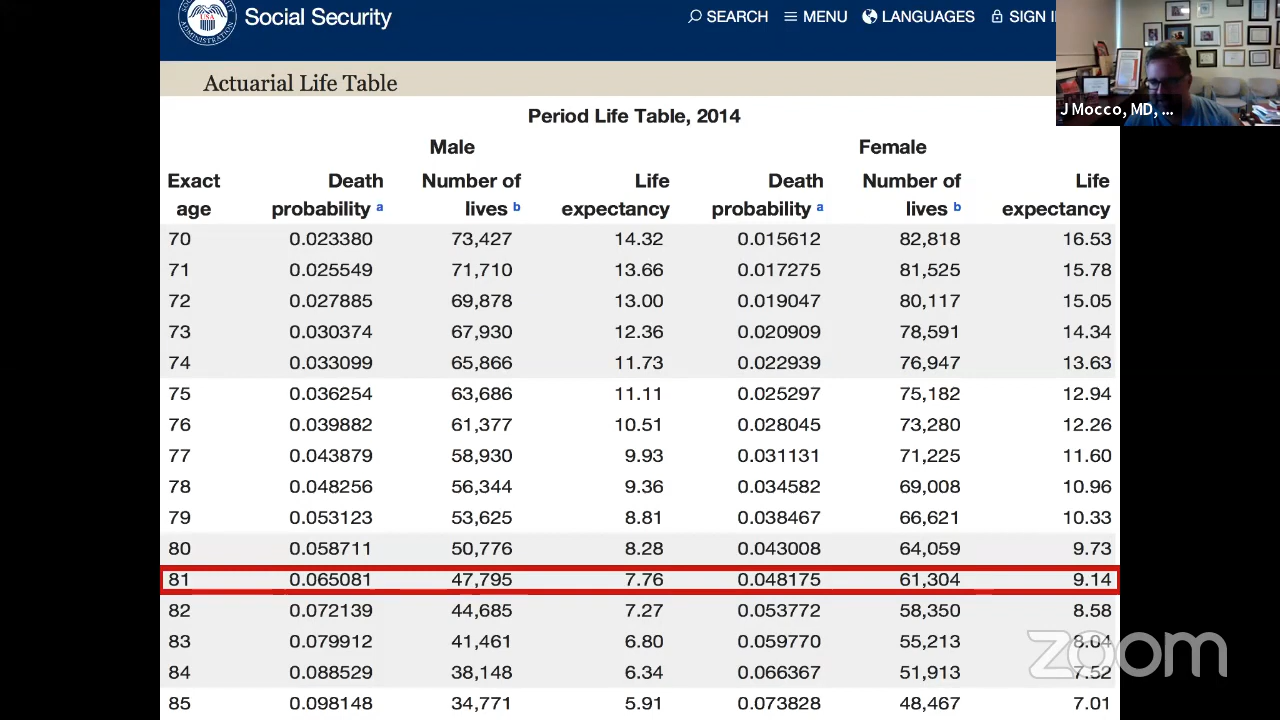 Social Security
SEARCH MENU LANGUAGES SIGN I
USA
J Mocco, MD, ...
Actuarial Life Table
Period Life Table, 2014
Male Female
Exact age Death probability a Number of lives b Life expectancy Death probability a Number of lives b Life expectancy
70 0.023380 73,427 14.32 0.015612 82,818 16.53
71 0.025549 71,710 13.66 0.017275 81,525 15.78
72 0.027885 69,878 13.00 0.019047 80,117 15.05
73 0.030374 67,930 12.36 0.020909 78,591 14.34
74 0.033099 65,866 11.73 0.022939 76,947 13.63
75 0.036254 63,686 11.11 0.025297 75,182 12.94
76 0.039882 61,377 10.51 0.028045 73,280 12.26
77 0.043879 58,930 9.93 0.031131 71,225 11.60
78 0.048256 56,344 9.36 0.034582 69,008 10.96
79 0.053123 53,625 8.81 0.038467 66,621 10.33
80 0.058711 50,776 8.28 0.043008 64,059 9.73
81 0.065081 47,795 7.76 0.048175 61,304 9.14
82 0.072139 44,685 7.27 0.053772 58,350 8.58
83 0.079912 41,461 6.80 0.059770 55,213 8.04
84 0.088529 38,148 6.34 0.066367 51,913 7.52
85 0.098148 34,771 5.91 0.073828 48,467 7.01
zoom